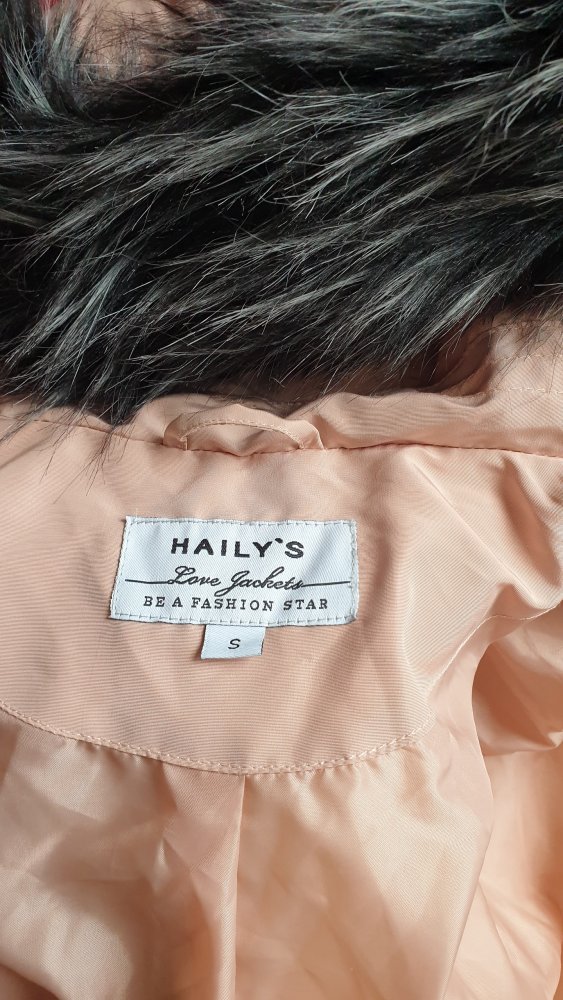 HAILY`S
Love Jackets
BE A FASHION STAR
S